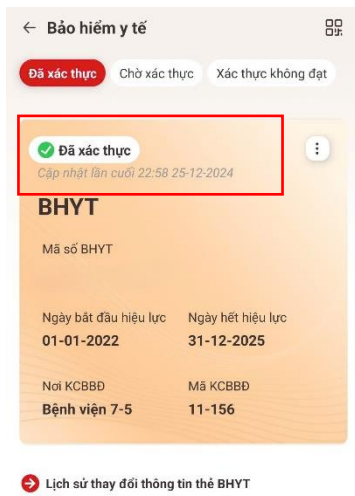 Bảo hiểm y tế
Đã xác thực Chờ xác thực Xác thực không đạt
Đã xác thực
Cập nhật lần cuối 22:58 25-12-2024
BHYT
Mã số BHYT
Ngày bắt đầu hiệu lực Ngày hết hiệu lực
01-01-2022 31-12-2025
Nơi KCBBĐ Mã KCBBĐ
Bệnh viện 7-5 11-156
Lịch sử thay đổi thông tin thẻ BHYT